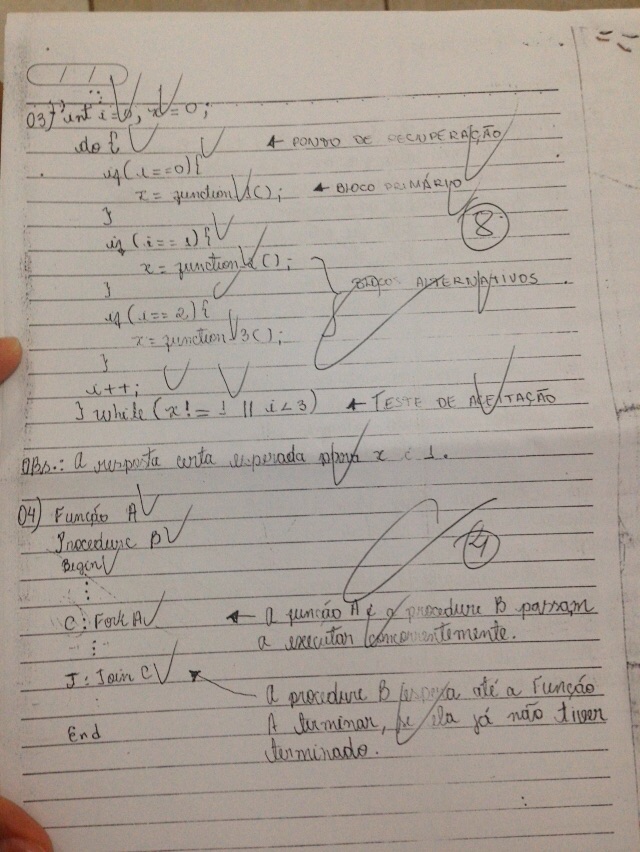 03) int i=0, x=0;
do { ← PONTO DE RECUPERAÇÃO
if(i==0){
x = function1(); ← BLOCO PRIMÁRIO
}
8
if (i==1){
x = function2();
} BLOCOS ALTERNATIVOS.
if(i==2){
x = function3();
}
i++;
} while (x!=1 || i<3) ← TESTE DE ACEITAÇÃO
OBS.: A resposta certa esperada para x é 1.
04) Função A
Procedure B
4
Begin
⋮
C: Fork A ← A função A e o procedure B passam
a executar concorrentemente.
⋮
J: Join C
A procedure B espera até a Função
End A terminar, se ela já não tiver
terminado.